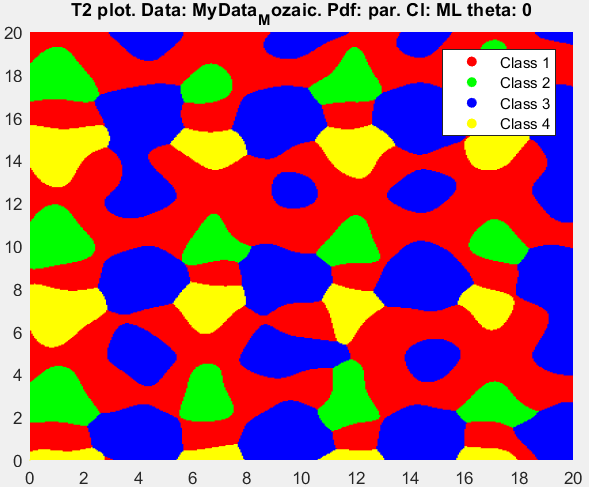 T2 plot. Data: MyData_Mozaic. Pdf: par. Cl: ML theta: 0
20
18
16
14
12
10
8
6
4
2
0
Class 1
Class 2
Class 3
Class 4
0 2 4 6 8 10 12 14 16 18 20